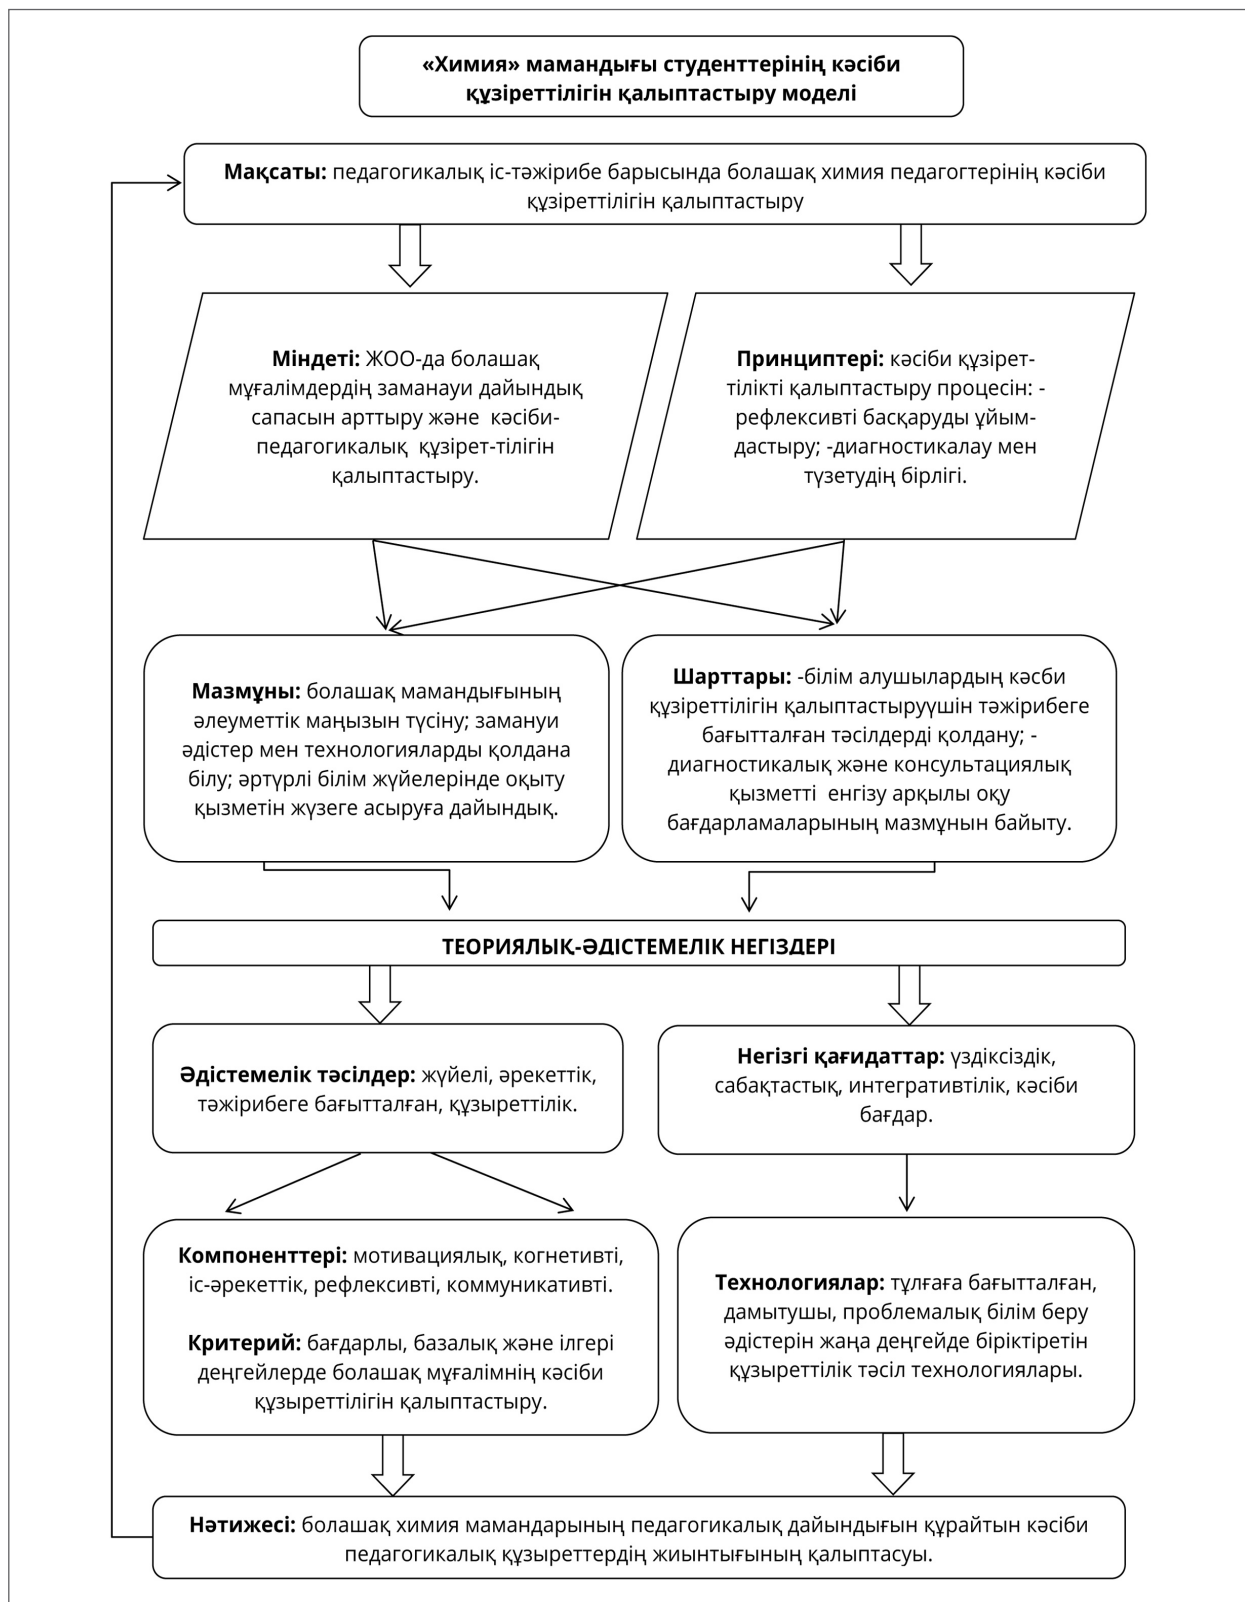 «Химия» мамандығы студенттерінің кәсіби
құзіреттілігін қалыптастыру моделі
Мақсаты: педагогикалық іс-тәжірибе барысында болашақ химия педагогтерінің кәсіби
құзіреттілігін қалыптастыру
Міндеті: ЖОО-да болашақ
мұғалімдердің заманауи дайындық
сапасын арттыру және  кәсіби-
педагогикалық  құзірет-тілігін
қалыптастыру.
Принциптері: кәсіби құзірет-
тілікті қалыптастыру процесін: -
рефлексивті басқаруды ұйым-
дастыру; -диагностикалау мен
түзетудің бірлігі.
Мазмұны: болашақ мамандығының
әлеуметтік маңызын түсіну; замануи
әдістер мен технологияларды қолдана
білу; әртүрлі білім жүйелерінде оқыту
қызметін жүзеге асыруға дайындық.
Шарттары: -білім алушылардың кәсби
құзіреттілігін қалыптастыруүшін тәжірибеге
бағытталған тәсілдерді қолдану; -
диагностикалық және консультациялық
қызметті  енгізу арқылы оқу
бағдарламаларының мазмұнын байыту.
ТЕОРИЯЛЫҚ-ӘДІСТЕМЕЛІК НЕГІЗДЕРІ
Әдістемелік тәсілдер: жүйелі, әрекеттік,
тәжірибеге бағытталған, құзыреттілік.
Негізгі қағидаттар: үздіксіздік,
сабақтастық, интегративтілік, кәсіби
бағдар.
Компоненттері: мотивациялық, когнетивті,
іс-әрекеттік, рефлексивті, коммуникативті.
Критерий: бағдарлы, базалық және ілгері
деңгейлерде болашақ мұғалімнің кәсіби
құзыреттілігін қалыптастыру.
Технологиялар: тұлғаға бағытталған,
дамытушы, проблемалық білім беру
әдістерін жаңа деңгейде біріктіретін
құзыреттілік тәсіл технологиялары.
Нәтижесі: болашақ химия мамандарының педагогикалық дайындығын құрайтын кәсіби
педагогикалық құзыреттердің жиынтығының қалыптасуы.